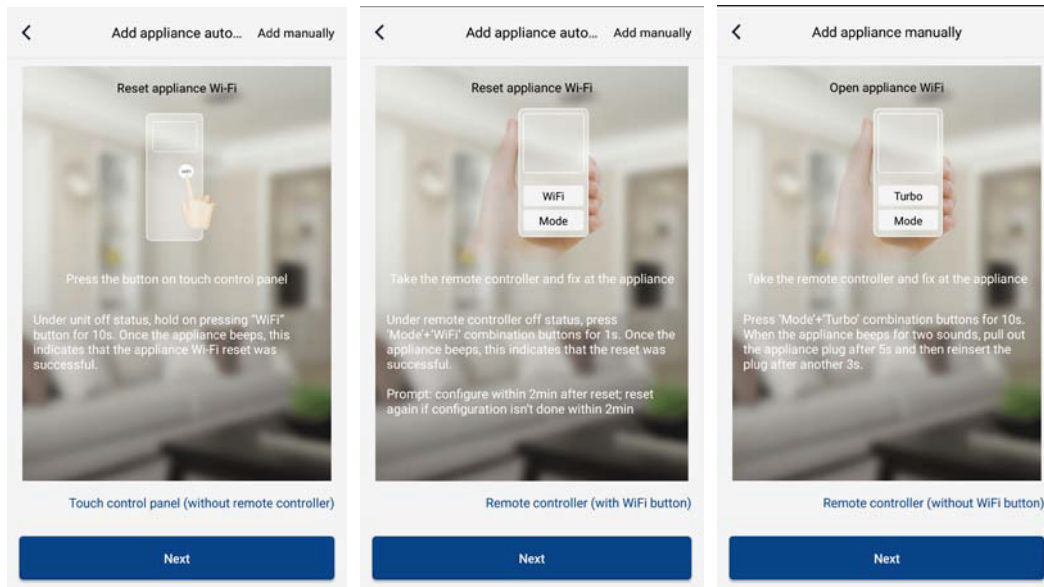 Add appliance auto... Add manually
Reset appliance Wi-Fi
WiFi
Press the button on touch control panel
Under unit off status, hold on pressing "WiFi"
button for 10s. Once the appliance beeps, this
indicates that the appliance Wi-Fi reset was
successful.
Touch control panel (without remote controller)
Next
Add appliance auto... Add manually
Reset appliance Wi-Fi
WiFi
Mode
Take the remote controller and fix at the appliance
Under remote controller off status, press
'Mode'+'WiFi' combination buttons for 1s. Once the
appliance beeps, this indicates that the reset was
successful.
Prompt: configure within 2min after reset; reset
again if configuration isn't done within 2min
Remote controller (with WiFi button)
Next
Add appliance manually
Open appliance WiFi
Turbo
Mode
Take the remote controller and fix at the appliance
Press 'Mode'+'Turbo' combination buttons for 10s.
When the appliance beeps for two sounds, pull out
the appliance plug after 5s and then reinsert the
plug after another 3s.
Remote controller (without WiFi button)
Next